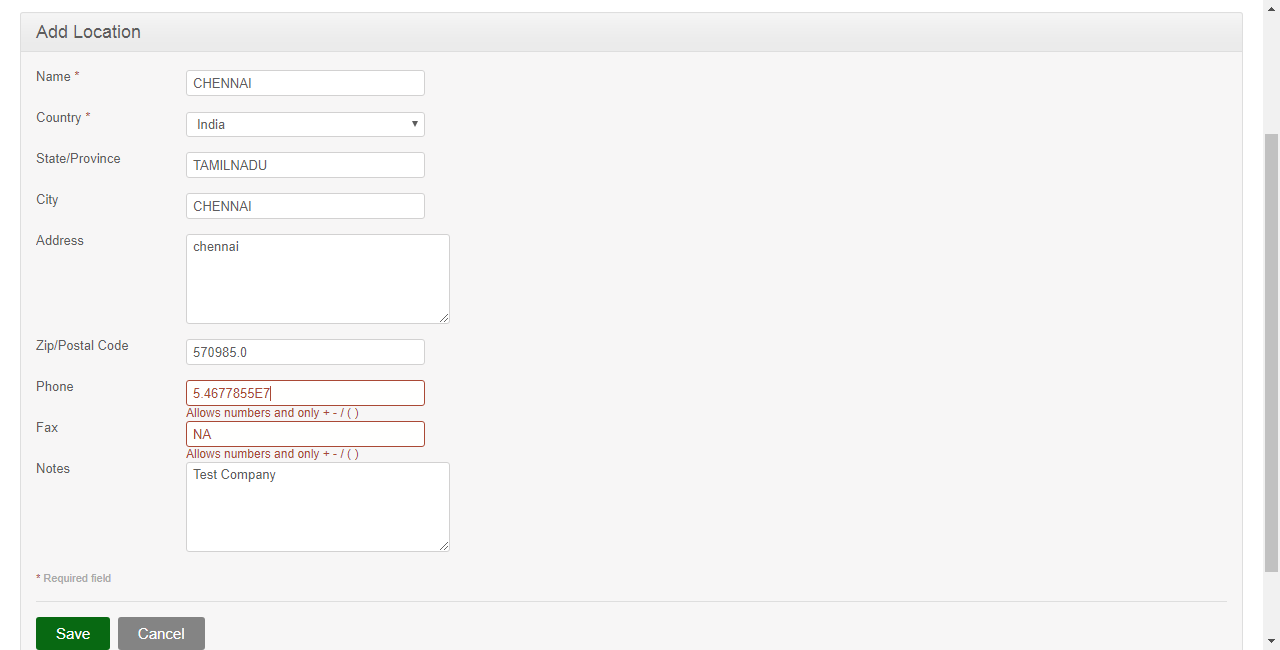 Add Location
Name *
CHENNAI
Country *
India
State/Province
TAMILNADU
City
CHENNAI
Address
chennai
Zip/Postal Code
570985.0
Phone
5.4677855E7
Allows numbers and only + - / ( )
Fax
NA
Allows numbers and only + - / ( )
Notes
Test Company
* Required field
Save Cancel